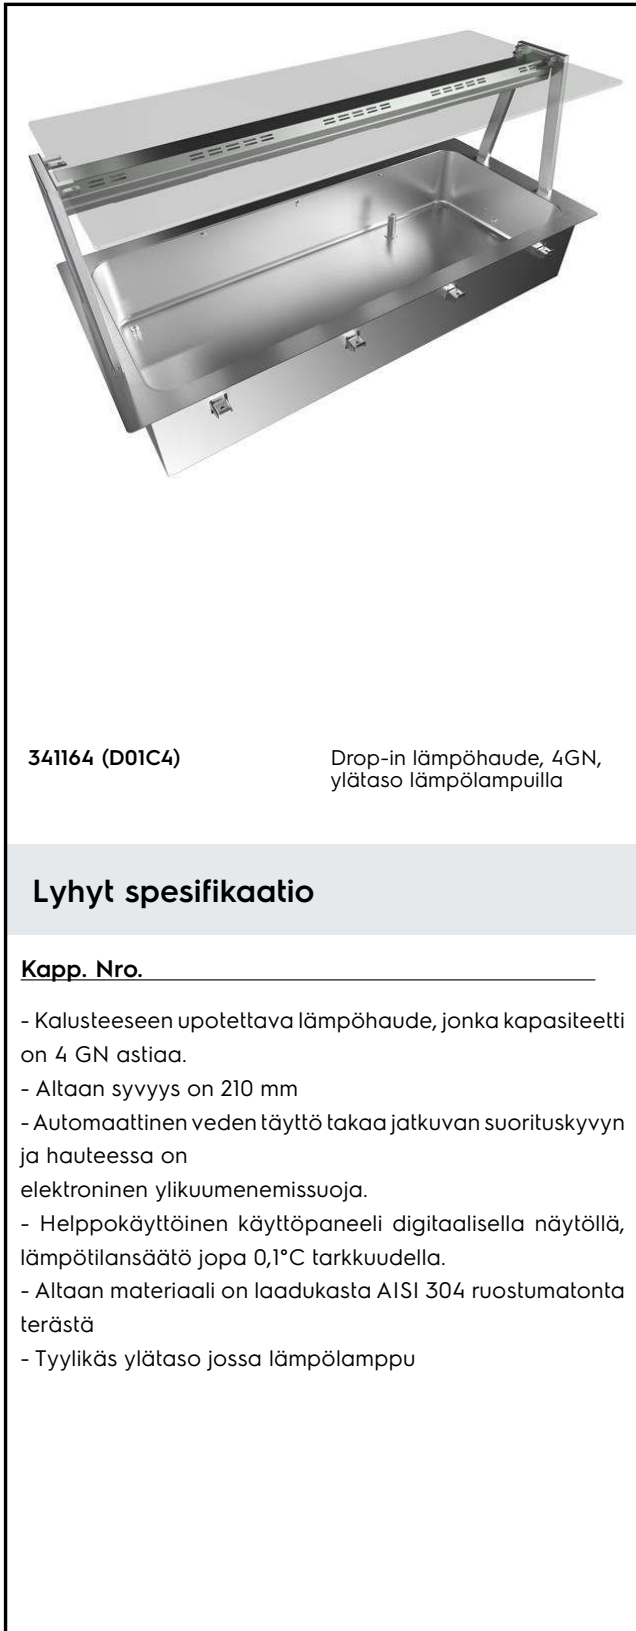 341164 (D01C4)
Drop-in lämpöhaude, 4GN,
ylätaso lämpölampuilla
Lyhyt spesifikaatio
Kapp. Nro.
- Kalusteeseen upotettava lämpöhaude, jonka kapasiteetti
on 4 GN astiaa.
- Altaan syvyys on 210 mm
- Automaattinen veden täyttö takaa jatkuvan suorituskyvyn
ja hauteessa on
elektroninen ylikuumenemissuoja.
- Helppokäyttöinen käyttöpaneeli digitaalisella näytöllä,
lämpötilansäätö jopa 0,1°C tarkkuudella.
- Altaan materiaali on laadukasta AISI 304 ruostumatonta
terästä
- Tyylikäs ylätaso jossa lämpölamppu